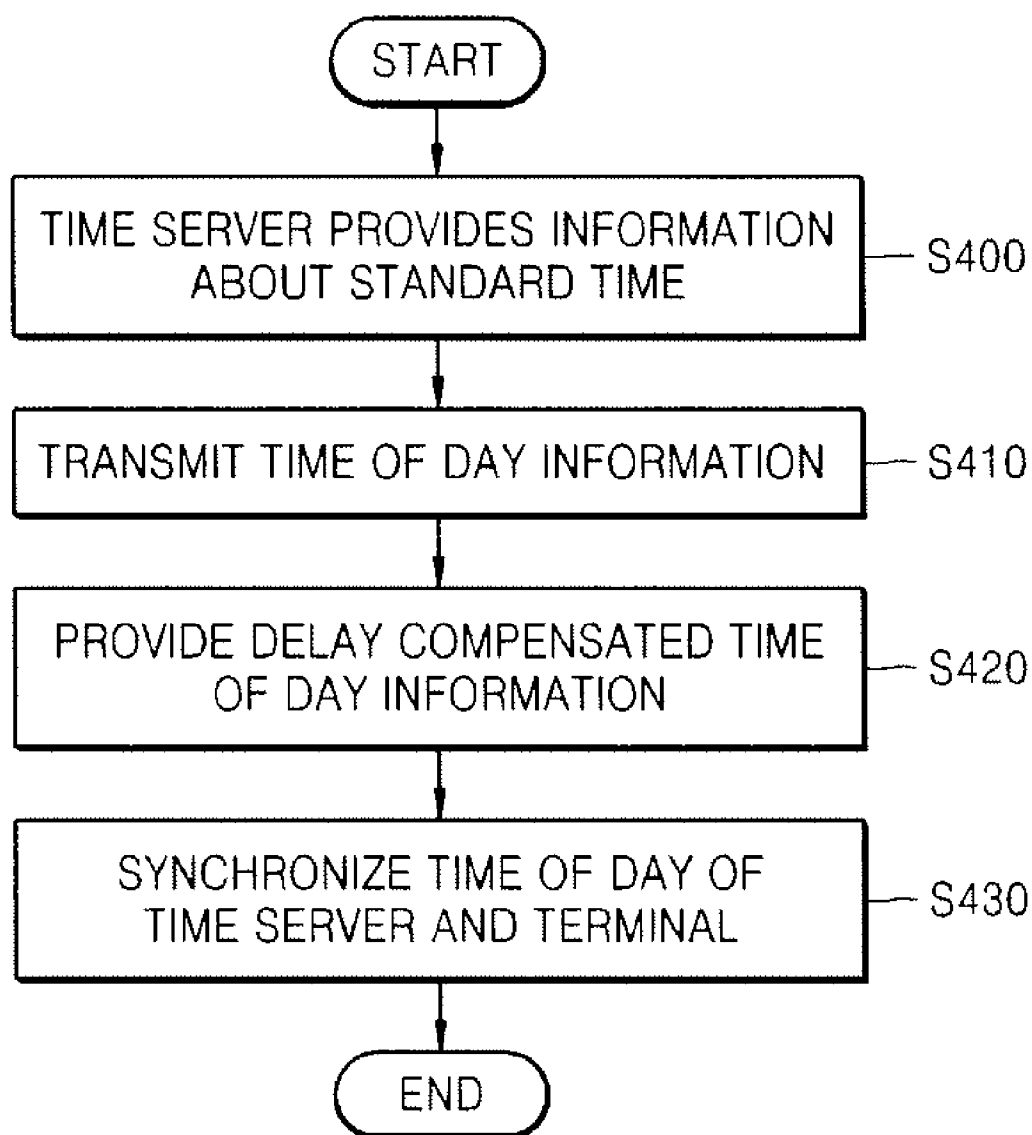 START
TIME SERVER PROVIDES INFORMATION
ABOUT STANDARD TIME
S400
TRANSMIT TIME OF DAY INFORMATION
S410
PROVIDE DELAY COMPENSATED TIME
OF DAY INFORMATION
S420
SYNCHRONIZE TIME OF DAY OF
TIME SERVER AND TERMINAL
S430
END